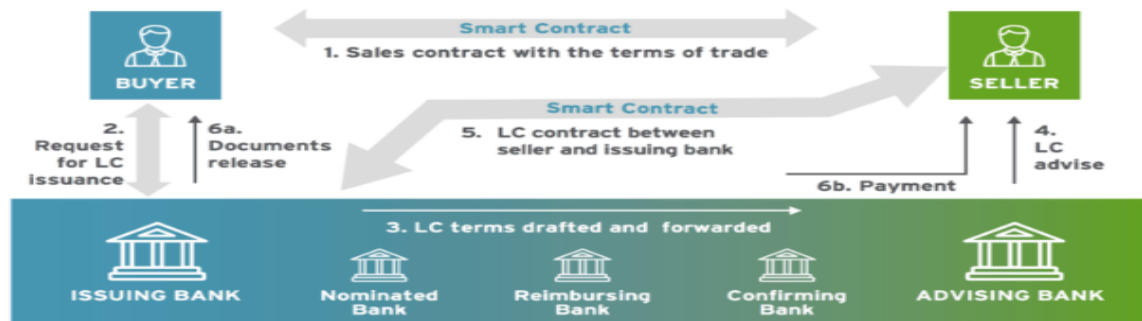 Smart Contract
1. Sales contract with the terms of trade
BUYER
SELLER
Smart Contract
2.
Request
for LC
issuance
6a.
Documents
release
5. LC contract between
seller and issuing bank
4.
LC
advise
6b. Payment
3. LC terms drafted and forwarded
ISSUING BANK
Nominated
Bank
Reimbursing
Bank
Confirming
Bank
ADVISING BANK